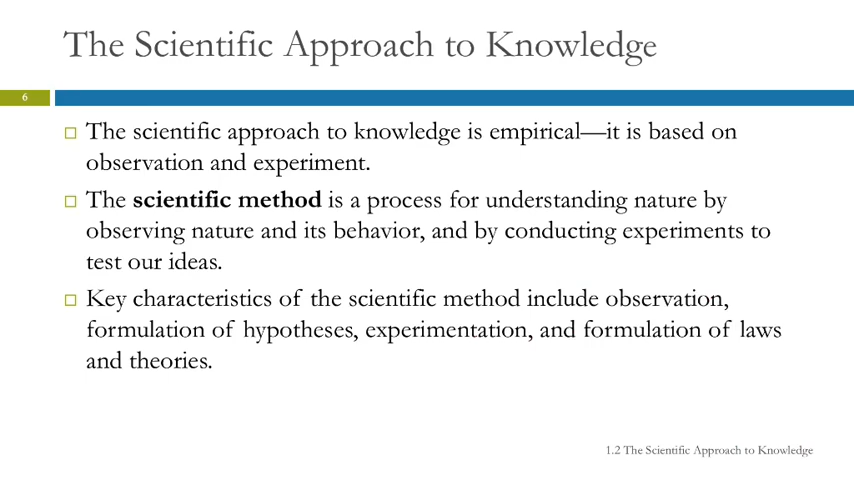 The Scientific Approach to Knowledge
6
The scientific approach to knowledge is empirical—it is based on
observation and experiment.
The scientific method is a process for understanding nature by
observing nature and its behavior, and by conducting experiments to
test our ideas.
Key characteristics of the scientific method include observation,
formulation of hypotheses, experimentation, and formulation of laws
and theories.
1.2 The Scientific Approach to Knowledge